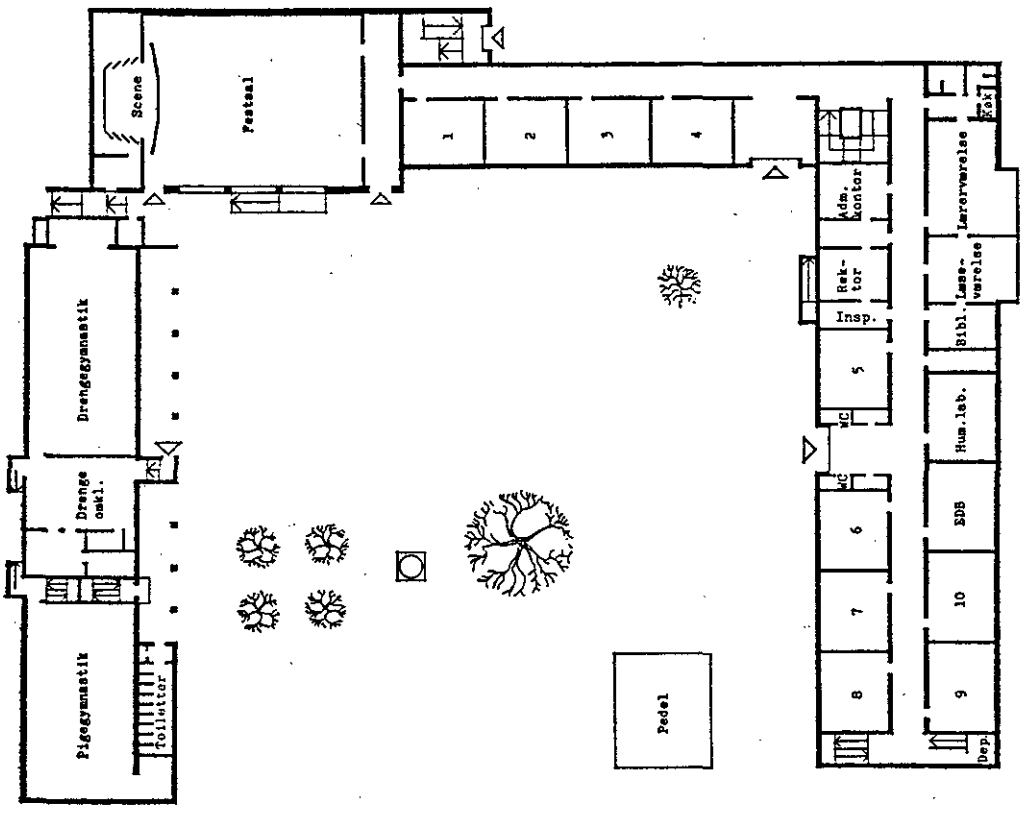 Scene
Festsal
1
2
3
4
Køk
Lærerværelse
Adm.
kontor
Læse-
værelse
Rek-
tor
Insp.
Bibl.
5
WC
Hum.lab.
WC
EDB
6
7
10
8
9
Dep.
Drengegymnastik
Drenge
omkl.
Pigegymnastik
Toiletter
Pedel